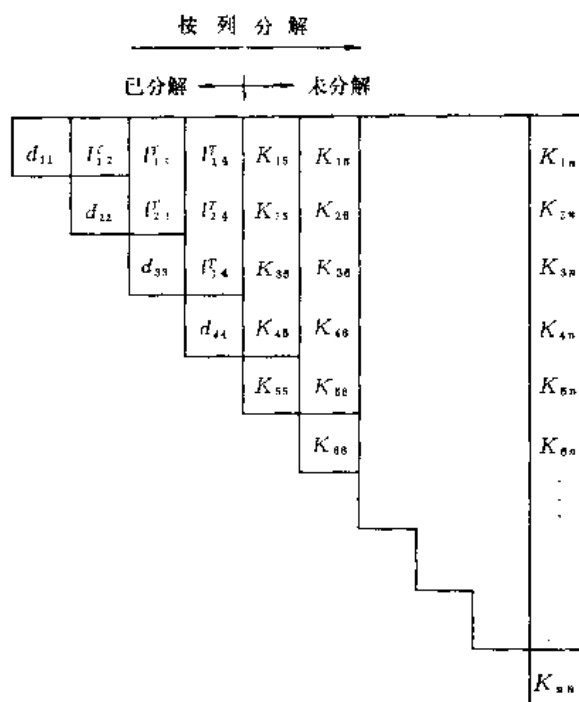 按列分解
已分解 未分解
d₁₁ l₁₂ᵀ l₁₃ᵀ l₁₄ᵀ K₁₅ K₁₆ K₁ₙ
d₂₂ l₂₃ᵀ l₂₄ᵀ K₂₅ K₂₆ K₂ₙ
d₃₃ l₃₄ᵀ K₃₅ K₃₆ K₃ₙ
d₄₄ K₄₅ K₄₆ K₄ₙ
K₅₅ K₅₆ K₅ₙ
K₆₆ K₆ₙ
Kₙₙ